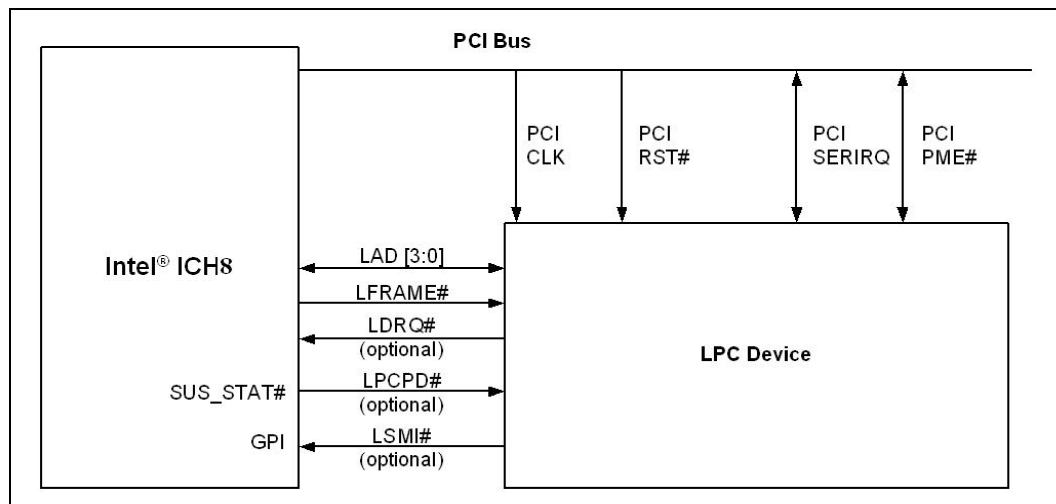 PCI Bus
PCI
CLK
PCI
RST#
PCI
SERIRQ
PCI
PME#
Intel® ICH8
LAD [3:0]
LFRAME#
LDRQ#
(optional)
SUS_STAT#
LPCPD#
(optional)
GPI
LSMI#
(optional)
LPC Device